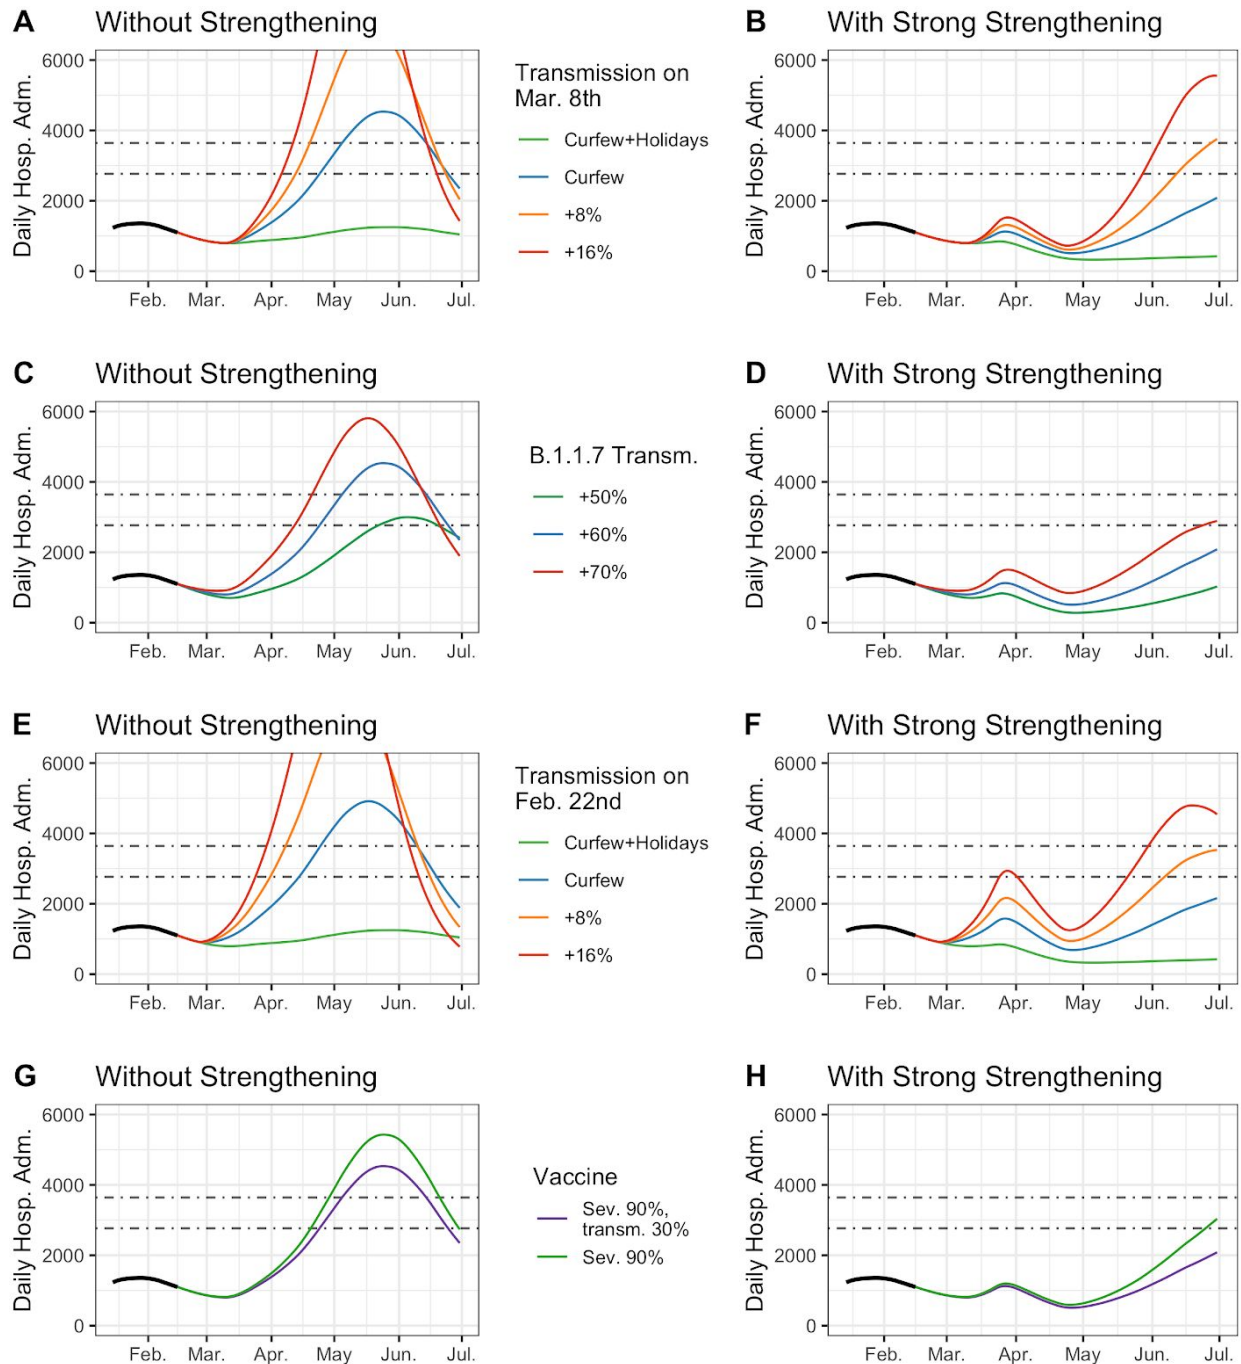 A Without Strengthening
Daily Hosp. Adm.
6000
4000
2000
0
Feb. Mar. Apr. May Jun. Jul.
Transmission on
Mar. 8th
Curfew+Holidays
Curfew
+8%
+16%
B With Strong Strengthening
Daily Hosp. Adm.
6000
4000
2000
0
Feb. Mar. Apr. May Jun. Jul.
C Without Strengthening
Daily Hosp. Adm.
6000
4000
2000
0
Feb. Mar. Apr. May Jun. Jul.
B.1.1.7 Transm.
+50%
+60%
+70%
D With Strong Strengthening
Daily Hosp. Adm.
6000
4000
2000
0
Feb. Mar. Apr. May Jun. Jul.
E Without Strengthening
Daily Hosp. Adm.
6000
4000
2000
0
Feb. Mar. Apr. May Jun. Jul.
Transmission on
Feb. 22nd
Curfew+Holidays
Curfew
+8%
+16%
F With Strong Strengthening
Daily Hosp. Adm.
6000
4000
2000
0
Feb. Mar. Apr. May Jun. Jul.
G Without Strengthening
Daily Hosp. Adm.
6000
4000
2000
0
Feb. Mar. Apr. May Jun. Jul.
Vaccine
Sev. 90%,
transm. 30%
Sev. 90%
H With Strong Strengthening
Daily Hosp. Adm.
6000
4000
2000
0
Feb. Mar. Apr. May Jun. Jul.